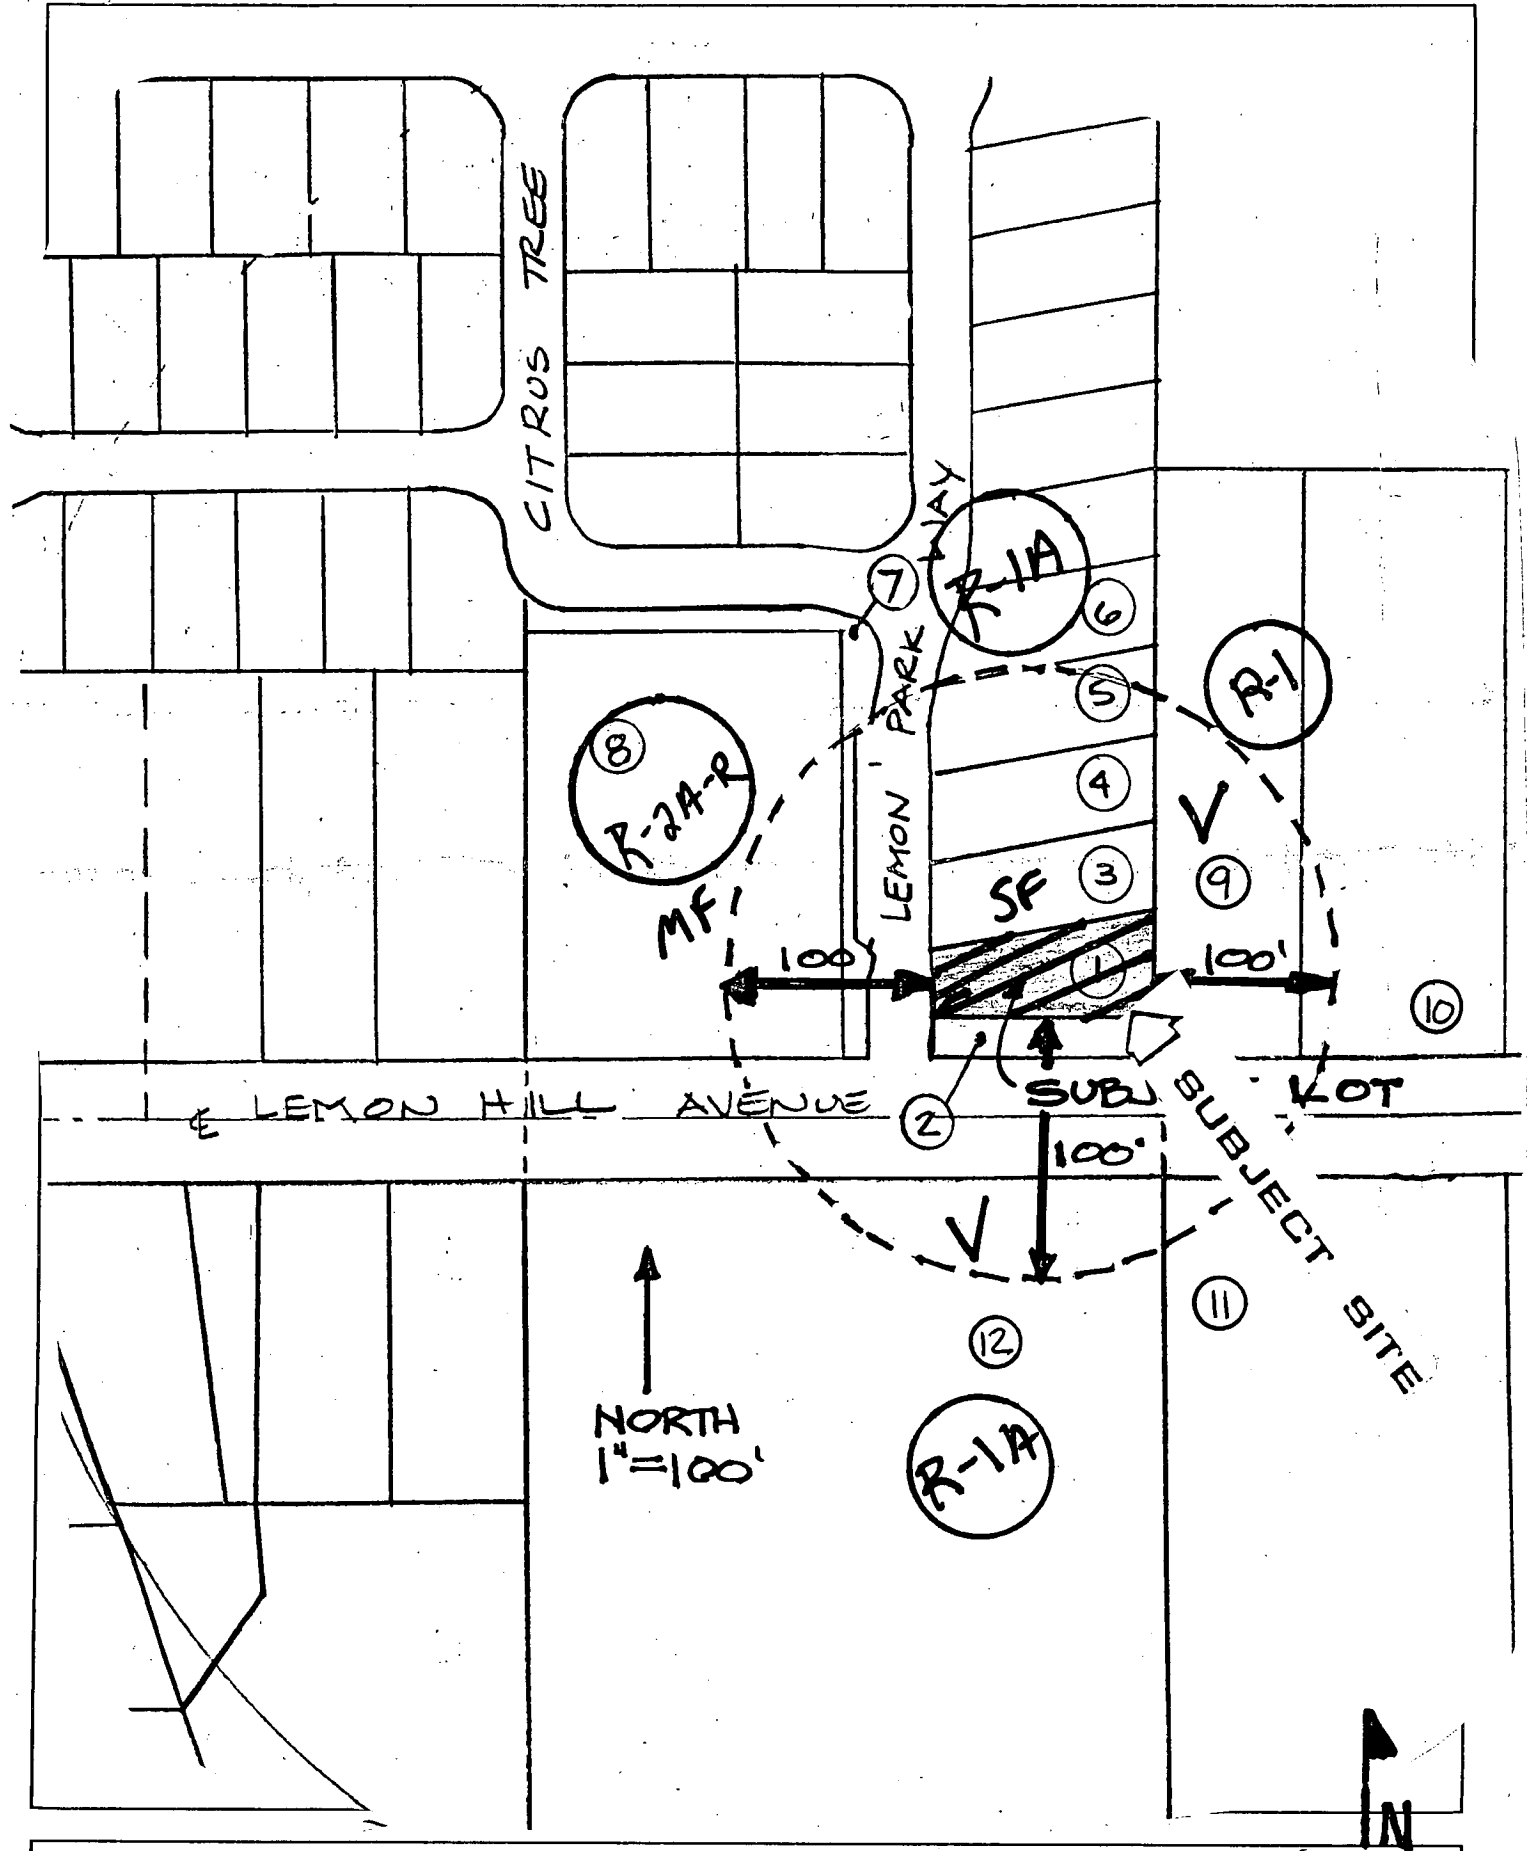 CITRUS TREE
LEMON PARK WAY
7
R-1A
6
R-1
5
8
R-2A-R
4
V
3
9
MF
SF
100'
1
100'
10
SUBJ LOT
℄ LEMON HILL AVENUE
2
100'
SUBJECT SITE
V
11
12
NORTH
1"=100'
R-1A
N